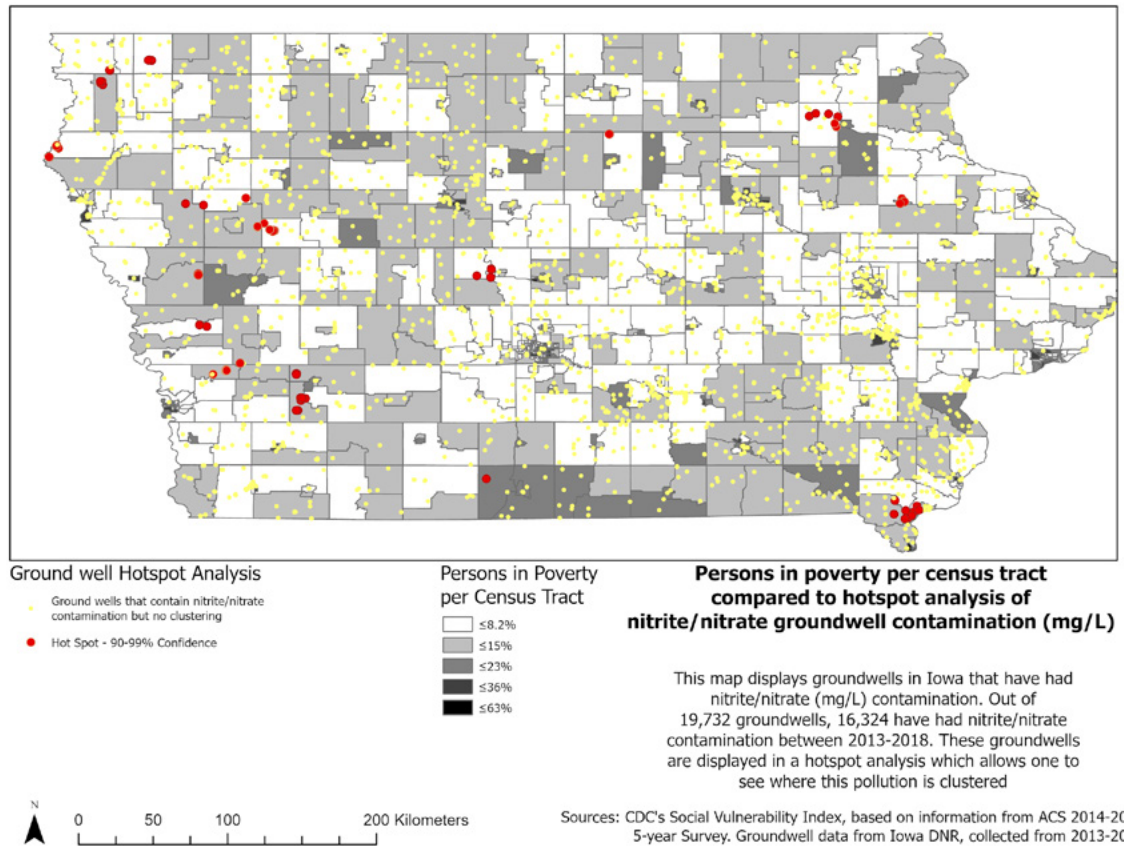 Ground well Hotspot Analysis
Ground wells that contain nitrite/nitrate
contamination but no clustering
Hot Spot - 90-99% Confidence
Persons in Poverty
per Census Tract
≤8.2%
≤15%
≤23%
≤36%
≤63%
Persons in poverty per census tract
compared to hotspot analysis of
nitrite/nitrate groundwell contamination (mg/L)
This map displays groundwells in Iowa that have had
nitrite/nitrate (mg/L) contamination. Out of
19,732 groundwells, 16,324 have had nitrite/nitrate
contamination between 2013-2018. These groundwells
are displayed in a hotspot analysis which allows one to
see where this pollution is clustered
N
0 50 100 200 Kilometers
Sources: CDC's Social Vulnerability Index, based on information from ACS 2014-20
5-year Survey. Groundwell data from Iowa DNR, collected from 2013-20